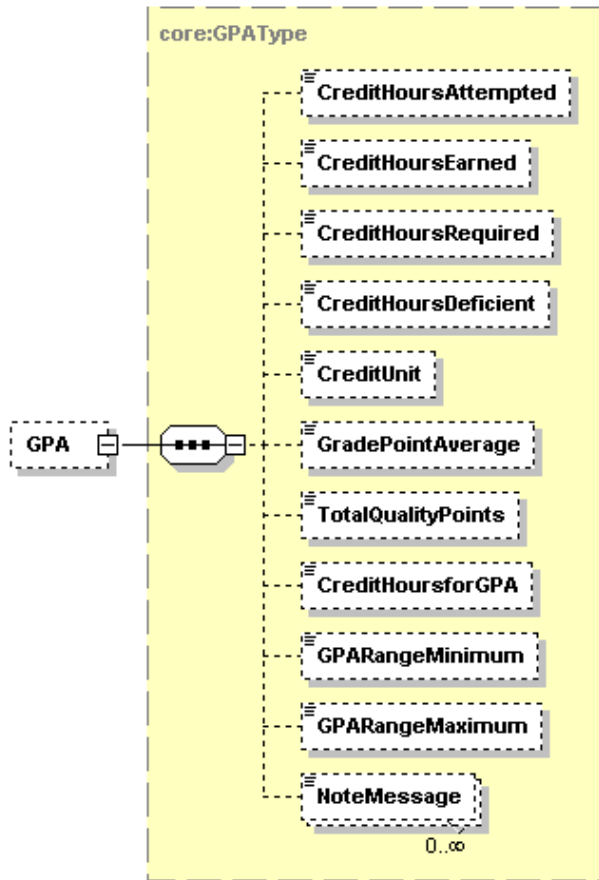 core:GPAType
CreditHoursAttempted
CreditHoursEarned
CreditHoursRequired
CreditHoursDeficient
CreditUnit
GPA
GradePointAverage
TotalQualityPoints
CreditHoursforGPA
GPARangeMinimum
GPARangeMaximum
NoteMessage
0..∞